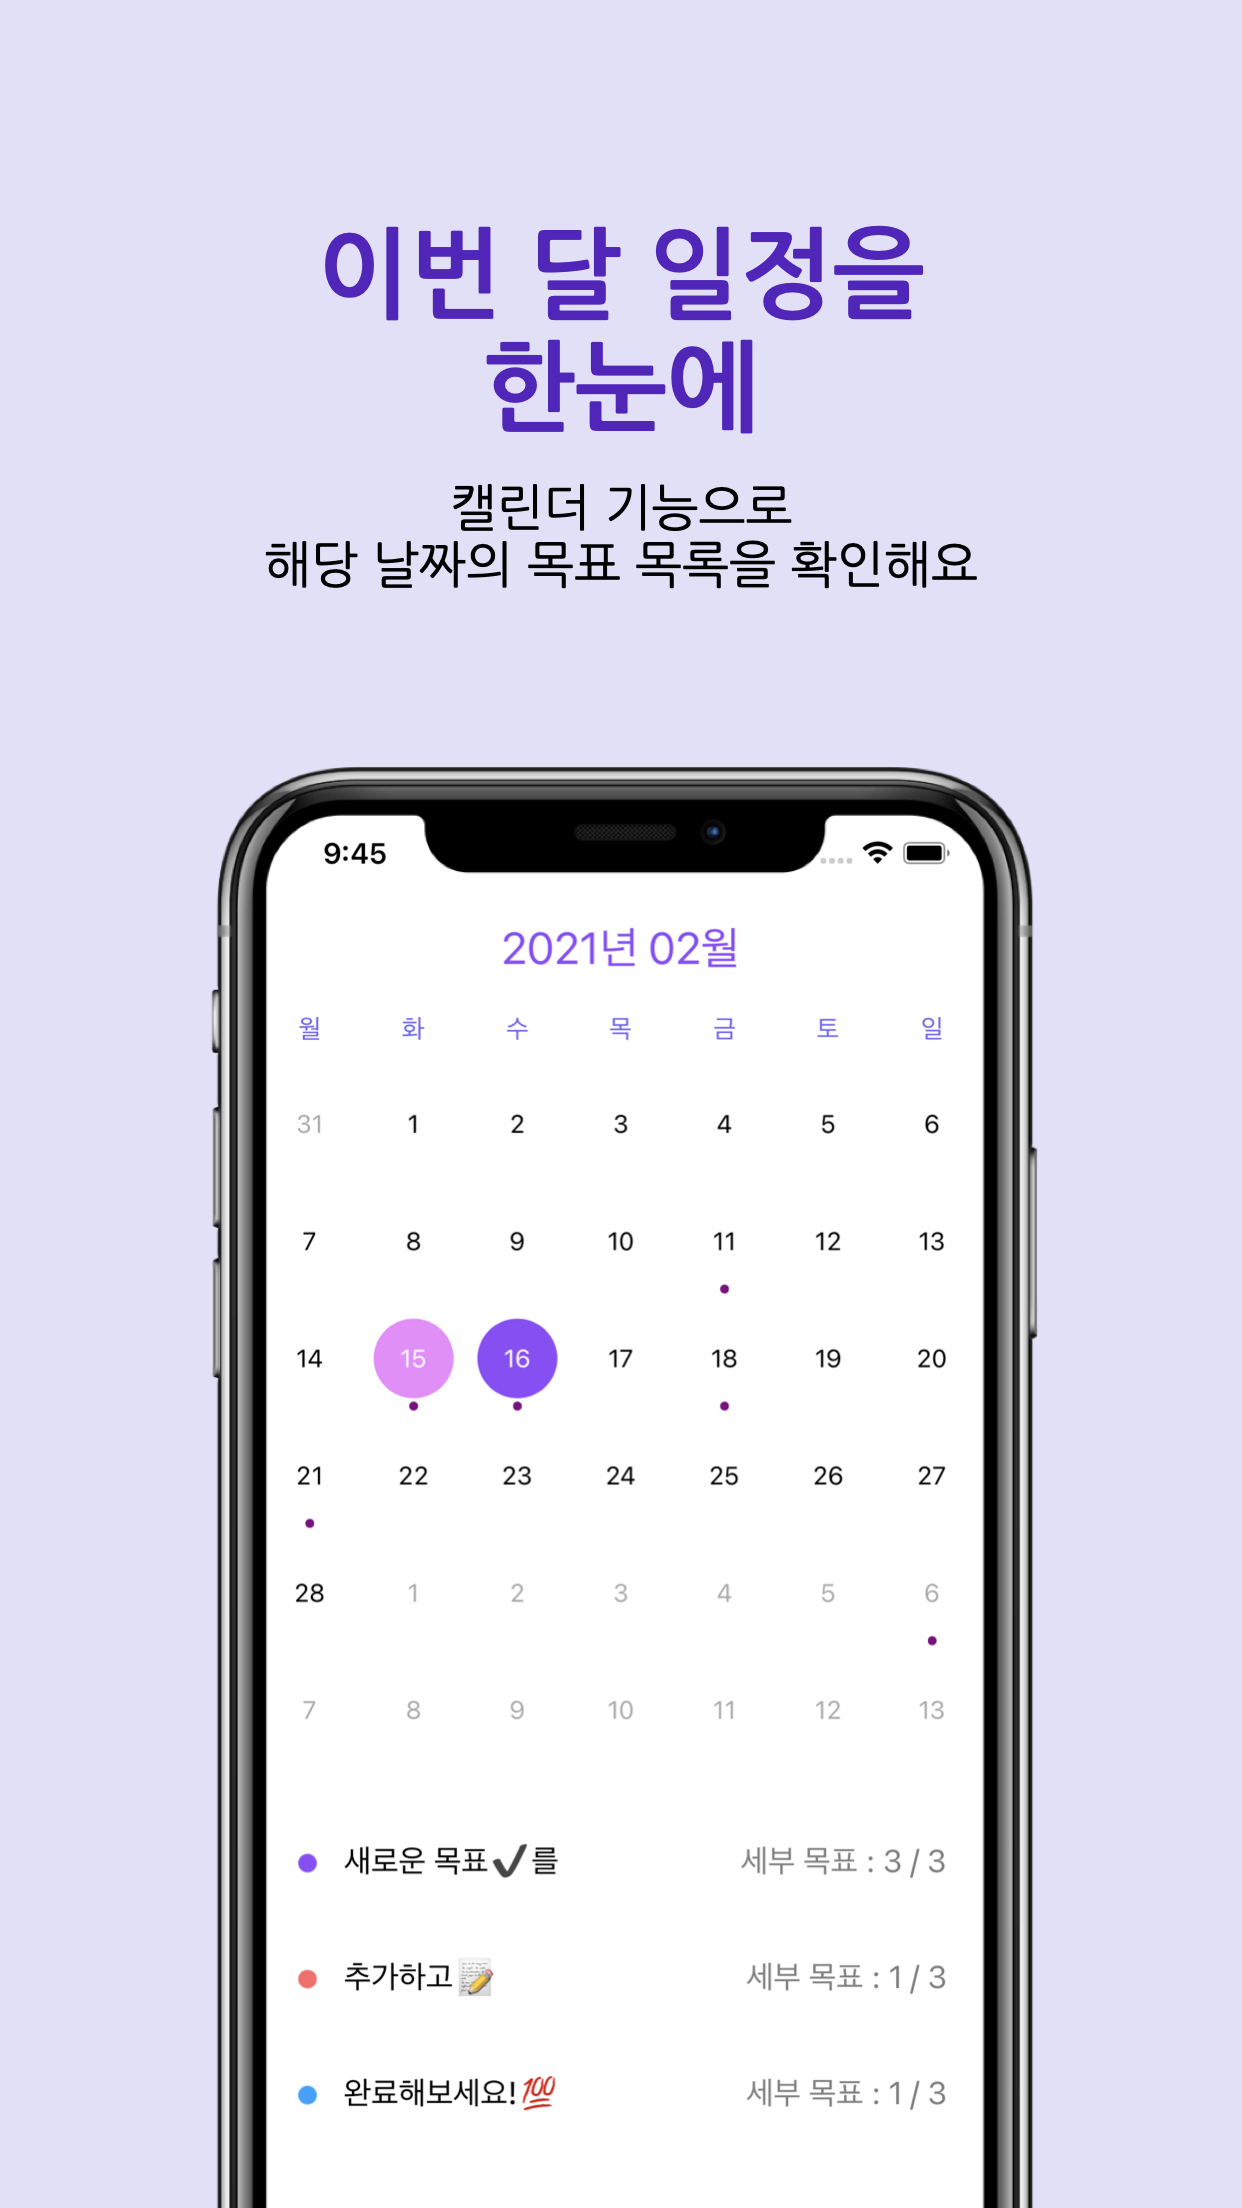 이번 달 일정을
한눈에
캘린더 기능으로
해당 날짜의 목표 목록을 확인해요
9:45
2021년 02월
월 화 수 목 금 토 일
31 1 2 3 4 5 6
7 8 9 10 11 12 13
14 15 16 17 18 19 20
21 22 23 24 25 26 27
28 1 2 3 4 5 6
7 8 9 10 11 12 13
새로운 목표✔️를 세부 목표 : 3 / 3
추가하고📝 세부 목표 : 1 / 3
완료해보세요!💯 세부 목표 : 1 / 3